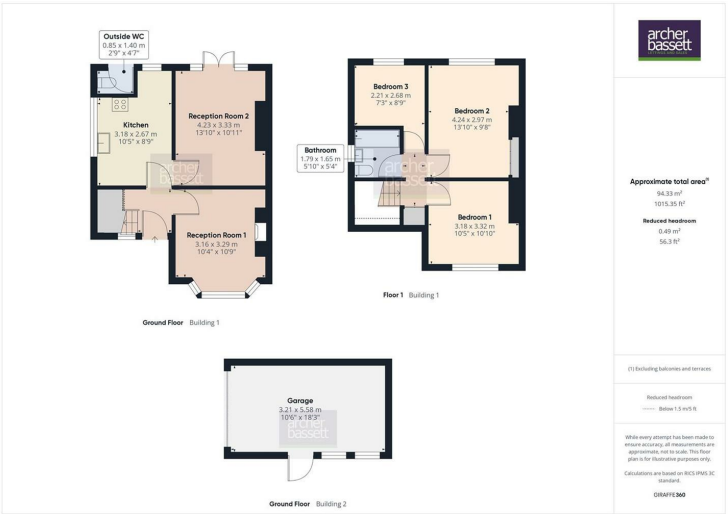 Outside WC
0.85 x 1.40 m
2'9" x 4'7"
Kitchen
3.18 x 2.67 m
10'5" x 8'9"
Reception Room 2
4.23 x 3.33 m
13'10" x 10'11"
archer
bassett
Reception Room 1
3.16 x 3.29 m
10'4" x 10'9"
Ground Floor Building 1
Bedroom 3
2.21 x 2.68 m
7'3" x 8'9"
Bedroom 2
4.24 x 2.97 m
13'10" x 9'8"
Bathroom
1.79 x 1.65 m
5'10" x 5'4"
archer
bassett
Bedroom 1
3.18 x 3.32 m
10'5" x 10'10"
Floor 1 Building 1
Garage
3.21 x 5.58 m
10'6" x 18'3"
archer
bassett
Ground Floor Building 2
archer
bassett
Approximate total area(1)
94.33 m²
1015.35 ft²
Reduced headroom
0.49 m²
56.3 ft²
(1) Excluding balconies and terraces
Reduced headroom
Below 1.5 m/5 ft
While every attempt has been made to
ensure accuracy, all measurements are
approximate, not to scale. This floor
plan is for illustrative purposes only.
Calculations are based on RICS IPMS 3C
standard.
GIRAFFE360